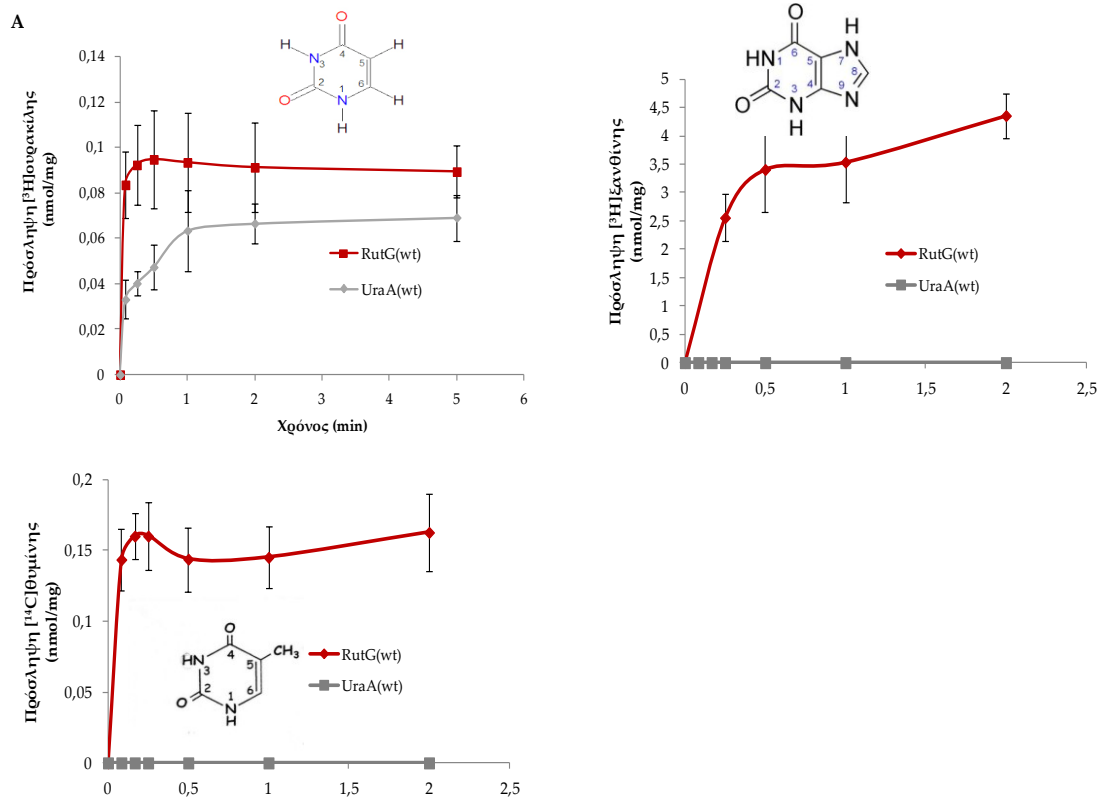 A
Πρόσληψη [³H]ουρακίλης
(nmol/mg)
0,14
0,12
0,1
0,08
0,06
0,04
0,02
0
0
1
2
3
4
5
6
Χρόνος (min)
RutG(wt)
UraA(wt)
O
H
H
N
3
4
5
2
1
6
O
N
H
H
Πρόσληψη [³H]ξανθίνης
(nmol/mg)
5
4,5
4
3,5
3
2,5
2
1,5
1
0,5
0
0
0,5
1
1,5
2
2,5
RutG(wt)
UraA(wt)
O
H
N
HN
1
6
5
7
8
2
3
4
9
O
N
H
N
Πρόσληψη [¹⁴C]θυμίνης
(nmol/mg)
0,2
0,15
0,1
0,05
0
0
0,5
1
1,5
2
2,5
RutG(wt)
UraA(wt)
O
CH₃
HN
3
4
5
2
1
6
O
N
H